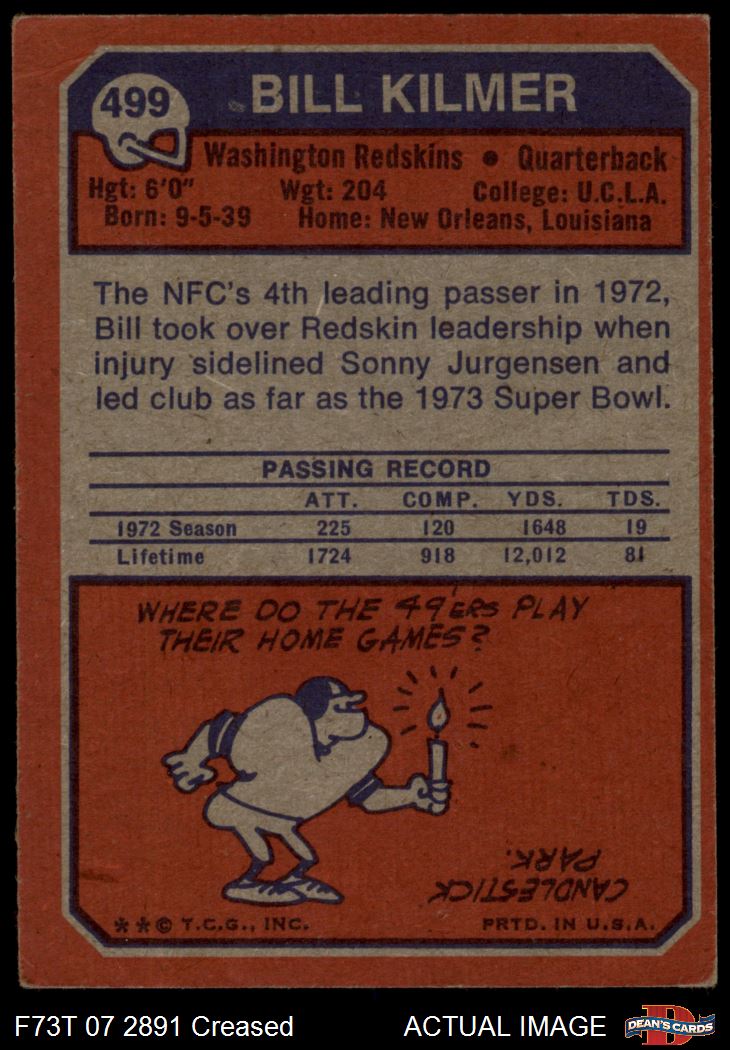 499
BILL KILMER
Washington Redskins • Quarterback
Hgt: 6'0" Wgt: 204 College: U.C.L.A.
Born: 9-5-39 Home: New Orleans, Louisiana
The NFC's 4th leading passer in 1972,
Bill took over Redskin leadership when
injury sidelined Sonny Jurgensen and
led club as far as the 1973 Super Bowl.
PASSING RECORD
ATT. COMP. YDS. TDS.
1972 Season 225 120 1648 19
Lifetime 1724 918 12,012 81
WHERE DO THE 49'ERS PLAY
THEIR HOME GAMES?
CANDLESTICK
PARK.
**© T.C.G., INC. PRTD. IN U.S.A.
F73T 07 2891 Creased ACTUAL IMAGE
D
DEAN'S CARDS